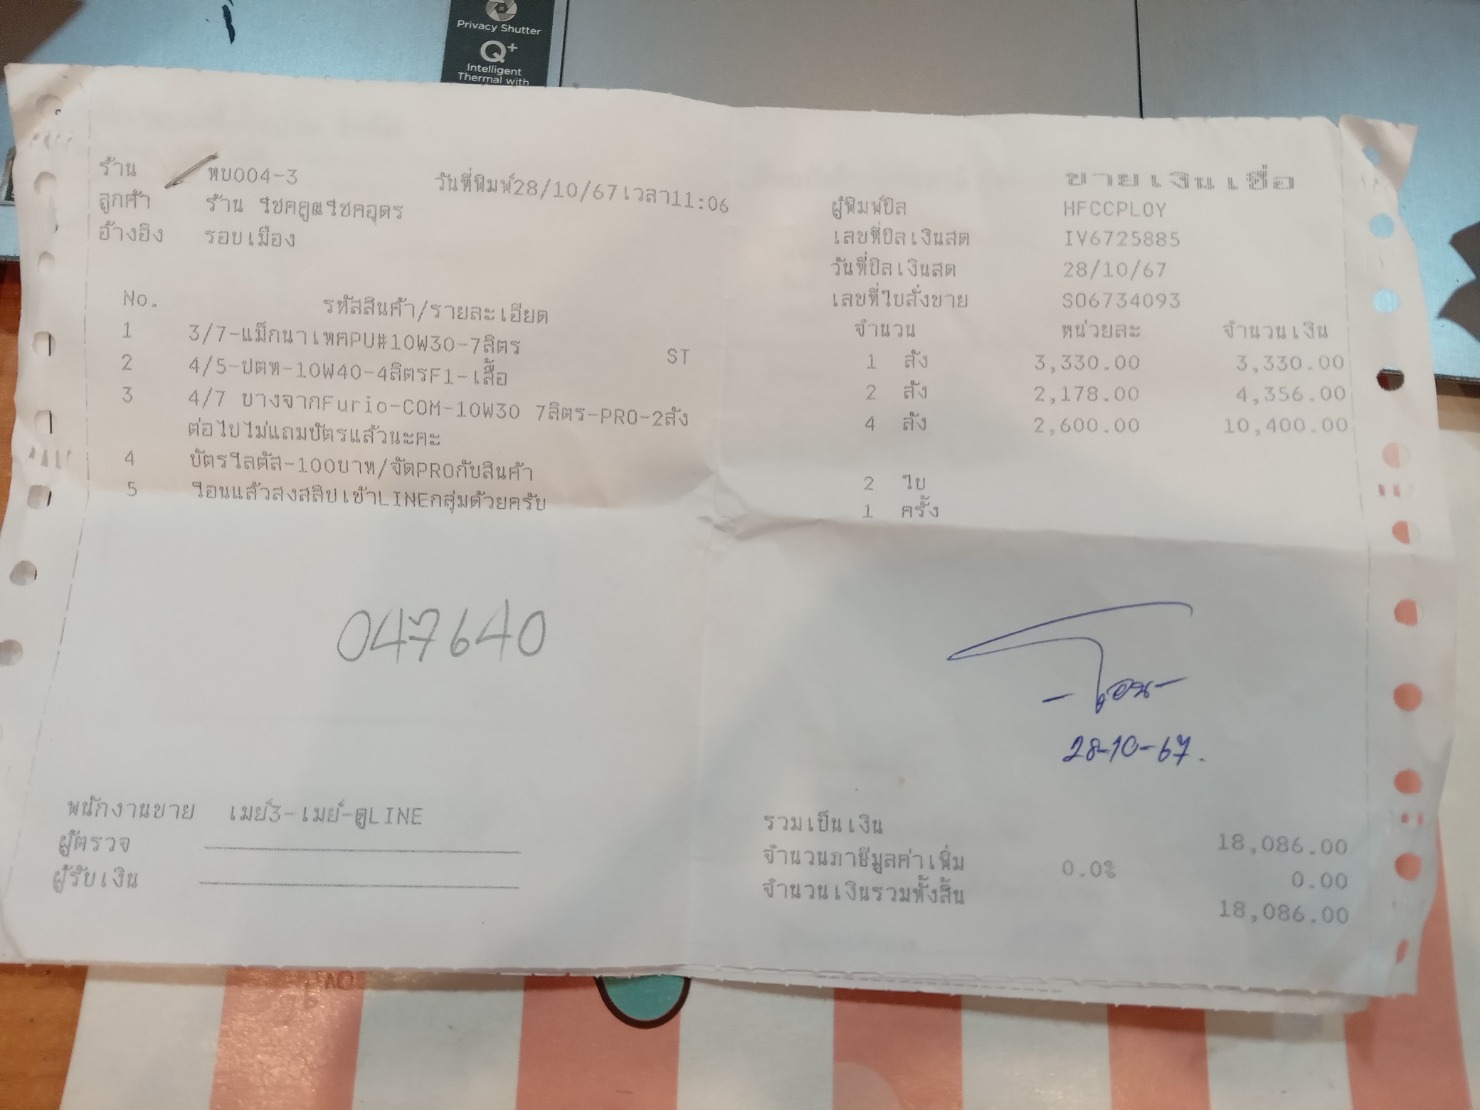 Privacy Shutter
Q+
Intelligent
Thermal with
ขายเงินเชื่อ
ร้าน หบ004-3 วันที่พิมพ์28/10/67เวลา11:06
ลูกค้า ร้าน โชคคูณโชคอุดร
อ้างอิง รอบเมือง
ผู้พิมพ์บิล HFCCPLOY
เลขที่บิลเงินสด IV6725885
วันที่บิลเงินสด 28/10/67
เลขที่ใบสั่งขาย SO6734093
No. รหัสสินค้า/รายละเอียด จำนวน หน่วยละ จำนวนเงิน
1 3/7-แม็กนาเทคPU#10W30-7ลิตร ST 1 ลัง 3,330.00 3,330.00
2 4/5-ปตท-10W40-4ลิตรF1-เสื้อ 2 ลัง 2,178.00 4,356.00
3 4/7 บางจากFurio-COM-10W30 7ลิตร-PRO-2ลัง 4 ลัง 2,600.00 10,400.00
ต่อไปไม่แถมบัตรแล้วนะคะ
4 บัตรโลตัส-100บาท/จัดPROกับสินค้า 2 ใบ
5 โอนแล้วส่งสลิปเข้าLINEกลุ่มด้วยครับ 1 ครั้ง
047640
-โอน-
28-10-67.
พนักงานขาย เมย์3-เมย์-ดูLINE
ผู้ตรวจ
ผู้รับเงิน
รวมเป็นเงิน 18,086.00
จำนวนภาษีมูลค่าเพิ่ม 0.0% 0.00
จำนวนเงินรวมทั้งสิ้น 18,086.00